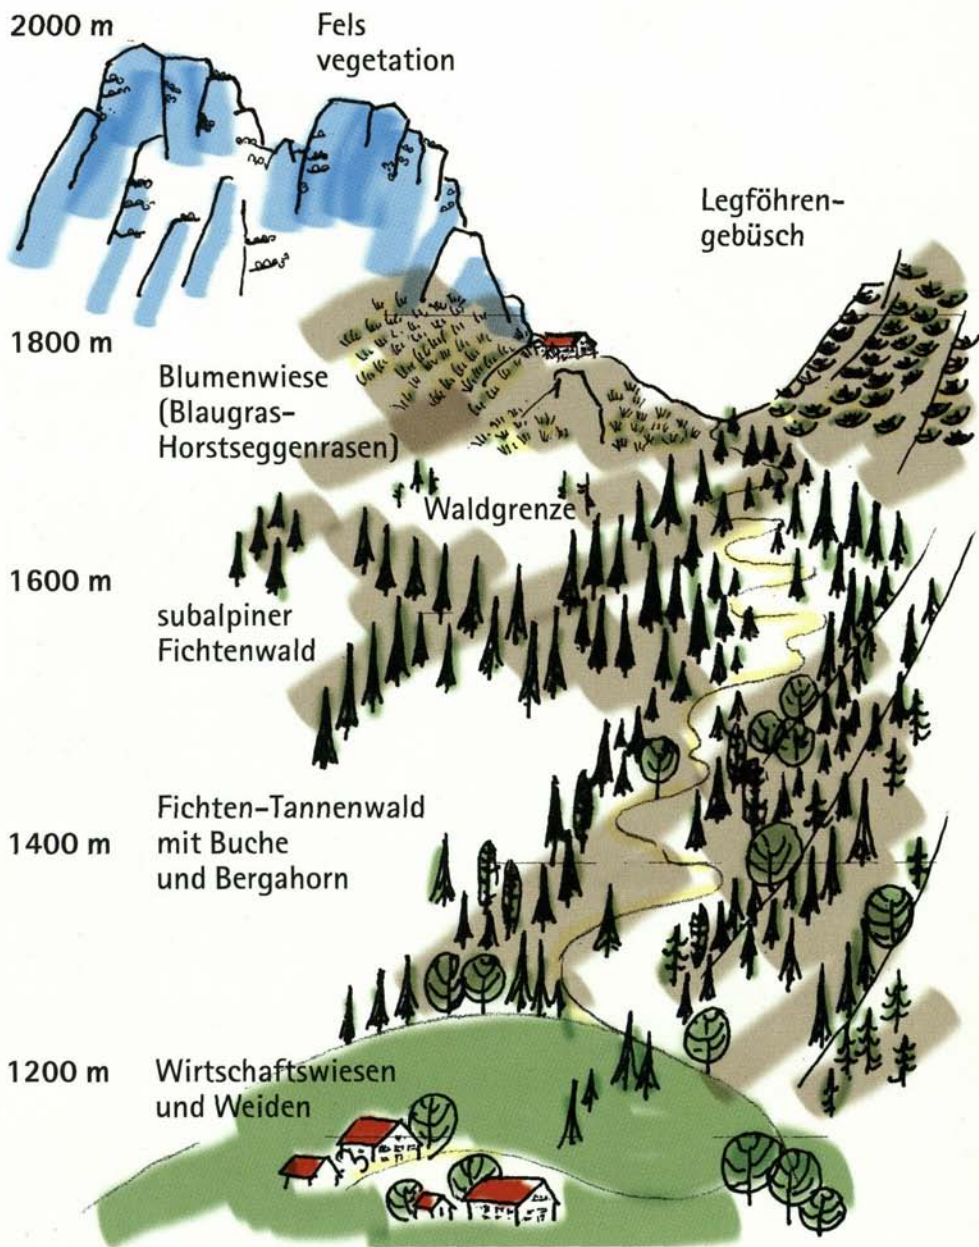 2000 m
Fels
vegetation
Legföhren-
gebüsch
1800 m
Blumenwiese
(Blaugras-
Horstseggenrasen)
Waldgrenze
1600 m
subalpiner
Fichtenwald
Fichten-Tannenwald
1400 m
mit Buche
und Bergahorn
1200 m
Wirtschaftswiesen
und Weiden